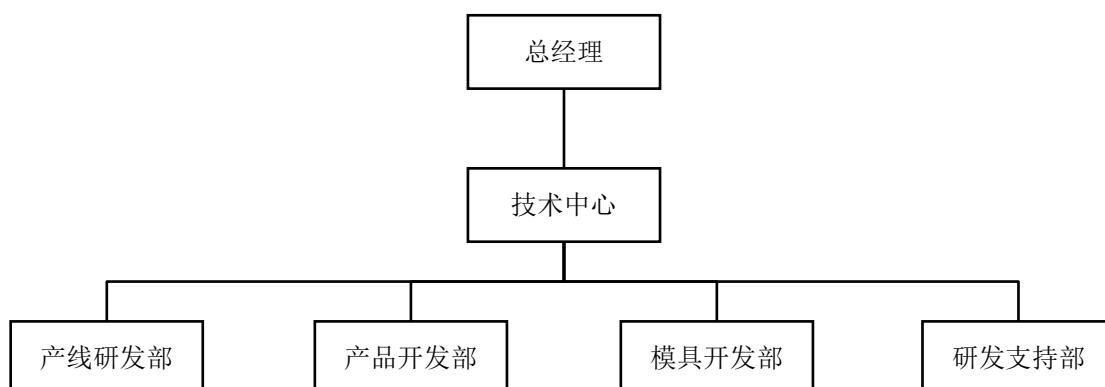 总经理
技术中心
产线研发部
产品开发部
模具开发部
研发支持部